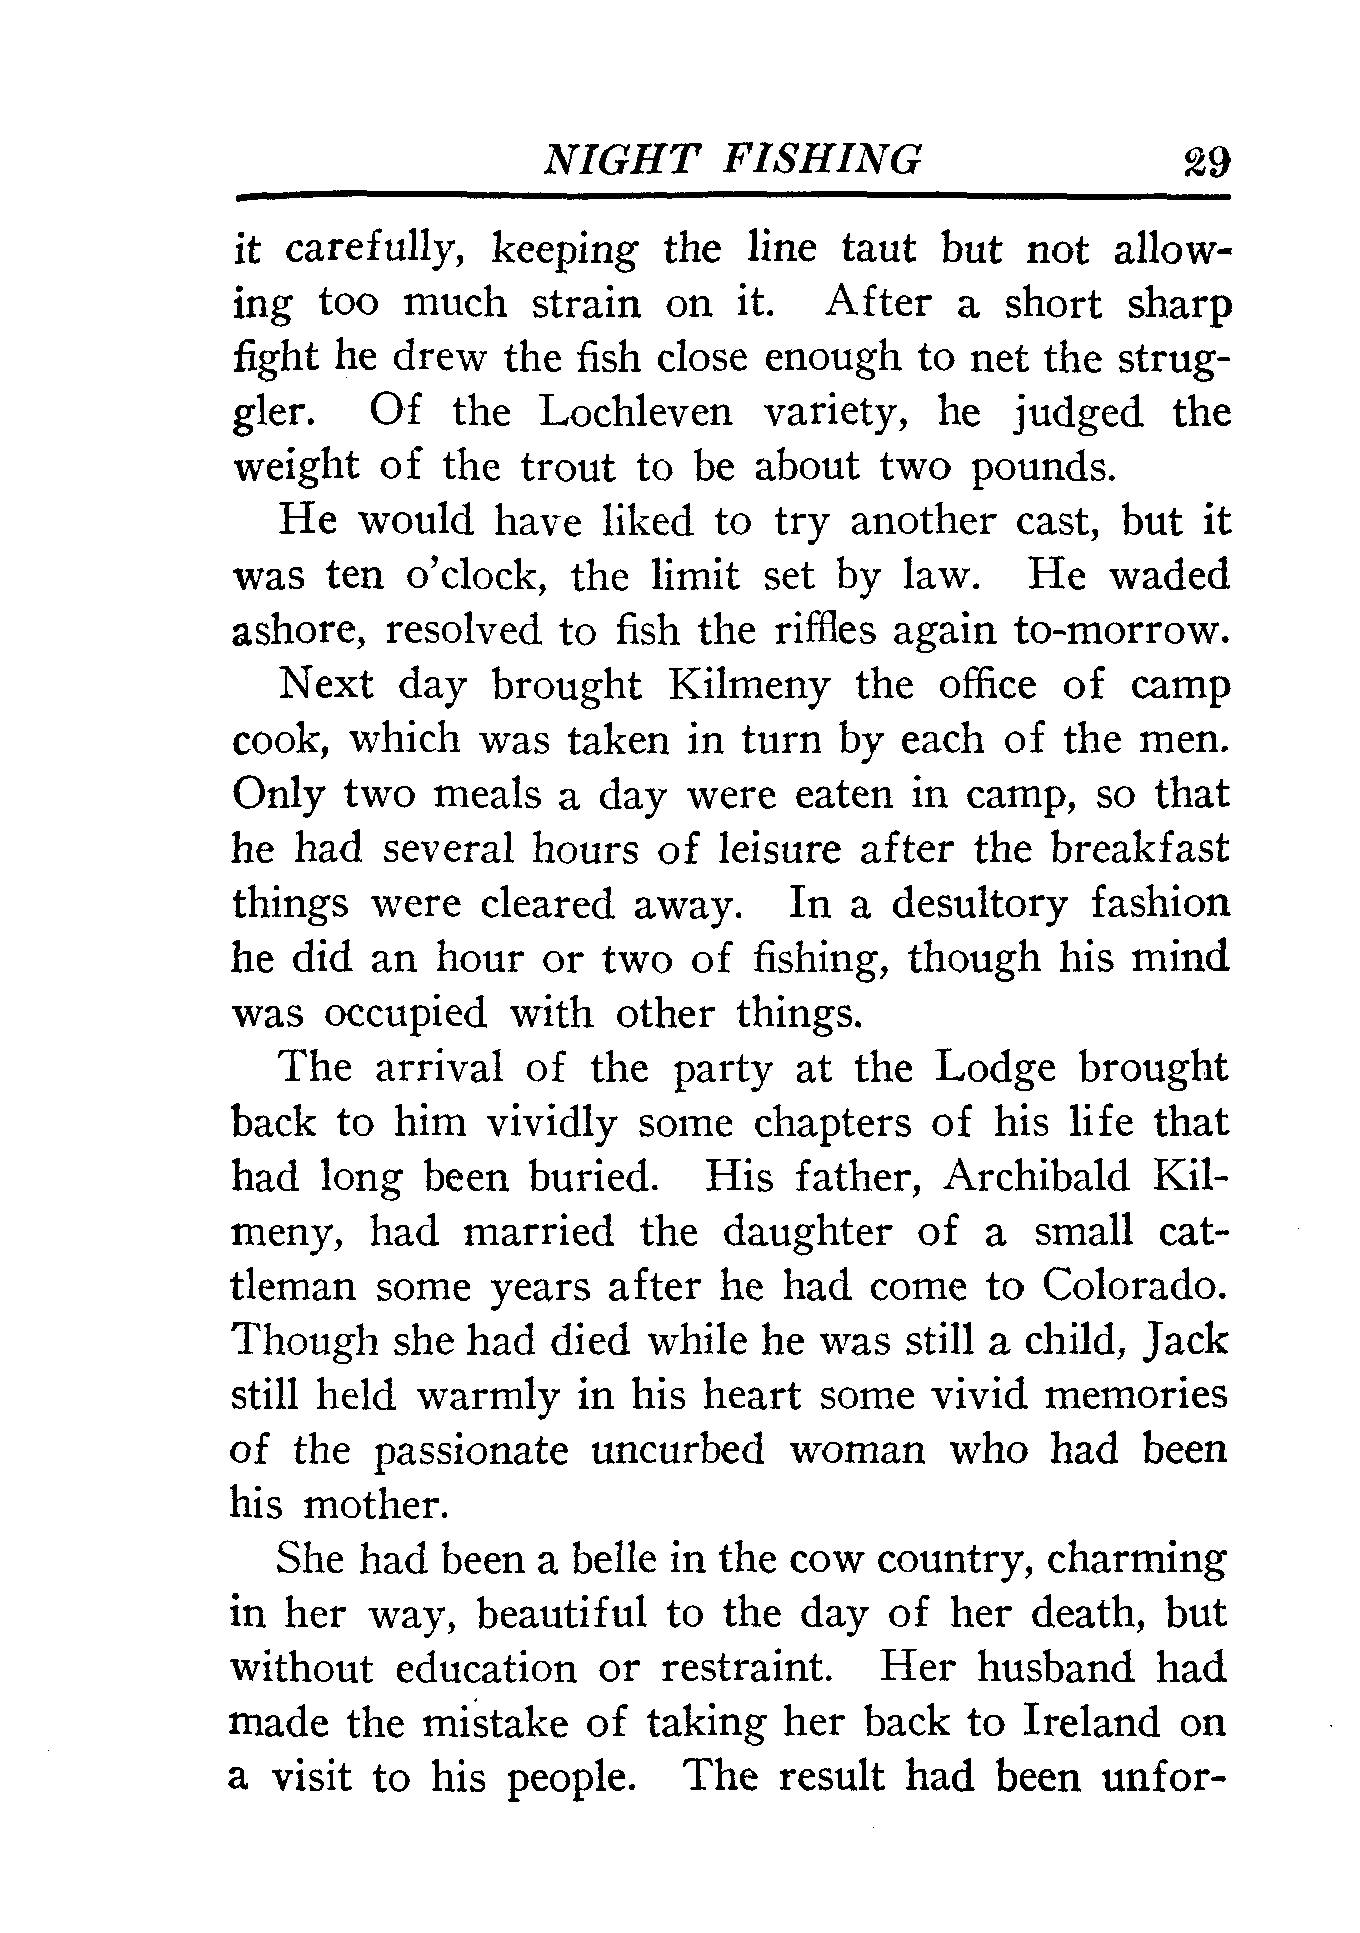 NIGHT FISHING 29
it carefully, keeping the line taut but not allow-
ing too much strain on it. After a short sharp
fight he drew the fish close enough to net the strug-
gler. Of the Lochleven variety, he judged the
weight of the trout to be about two pounds.
He would have liked to try another cast, but it
was ten o'clock, the limit set by law. He waded
ashore, resolved to fish the riffles again to-morrow.
Next day brought Kilmeny the office of camp
cook, which was taken in turn by each of the men.
Only two meals a day were eaten in camp, so that
he had several hours of leisure after the breakfast
things were cleared away. In a desultory fashion
he did an hour or two of fishing, though his mind
was occupied with other things.
The arrival of the party at the Lodge brought
back to him vividly some chapters of his life that
had long been buried. His father, Archibald Kil-
meny, had married the daughter of a small cat-
tleman some years after he had come to Colorado.
Though she had died while he was still a child, Jack
still held warmly in his heart some vivid memories
of the passionate uncurbed woman who had been
his mother.
She had been a belle in the cow country, charming
in her way, beautiful to the day of her death, but
without education or restraint. Her husband had
made the mistake of taking her back to Ireland on
a visit to his people. The result had been unfor-